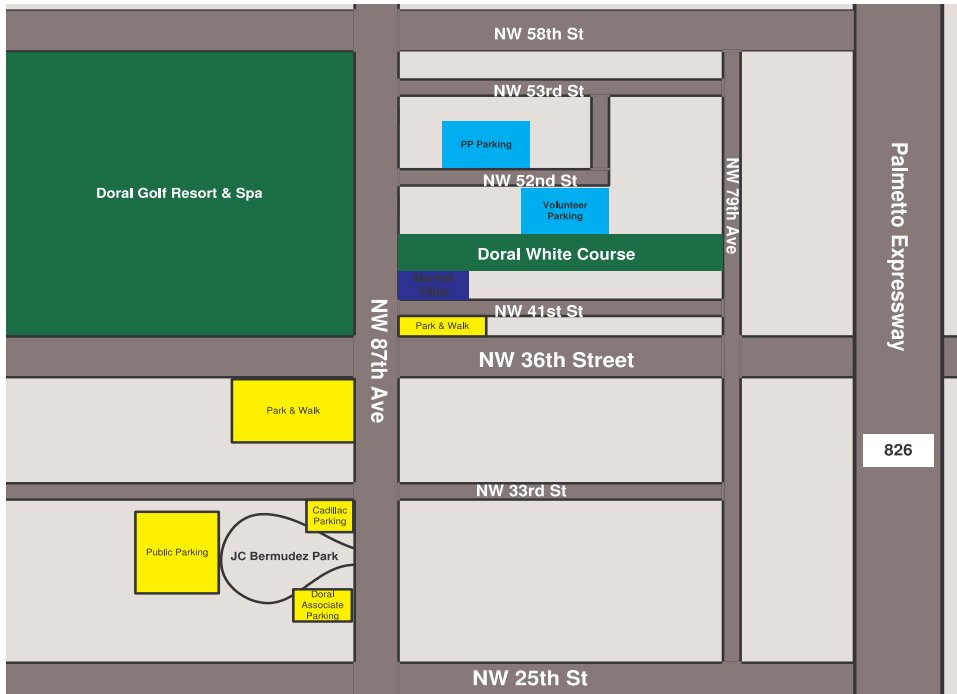 NW 58th St
NW 53rd St
PP Parking
NW 52nd St
Doral Golf Resort & Spa
Volunteer
Parking
NW 79th Ave
Palmetto Expressway
Doral White Course
Villas
NW 41st St
Park & Walk
NW 87th Ave
NW 36th Street
Park & Walk
826
NW 33rd St
Cadillac
Parking
Public Parking
JC Bermudez Park
Doral
Associate
Parking
NW 25th St